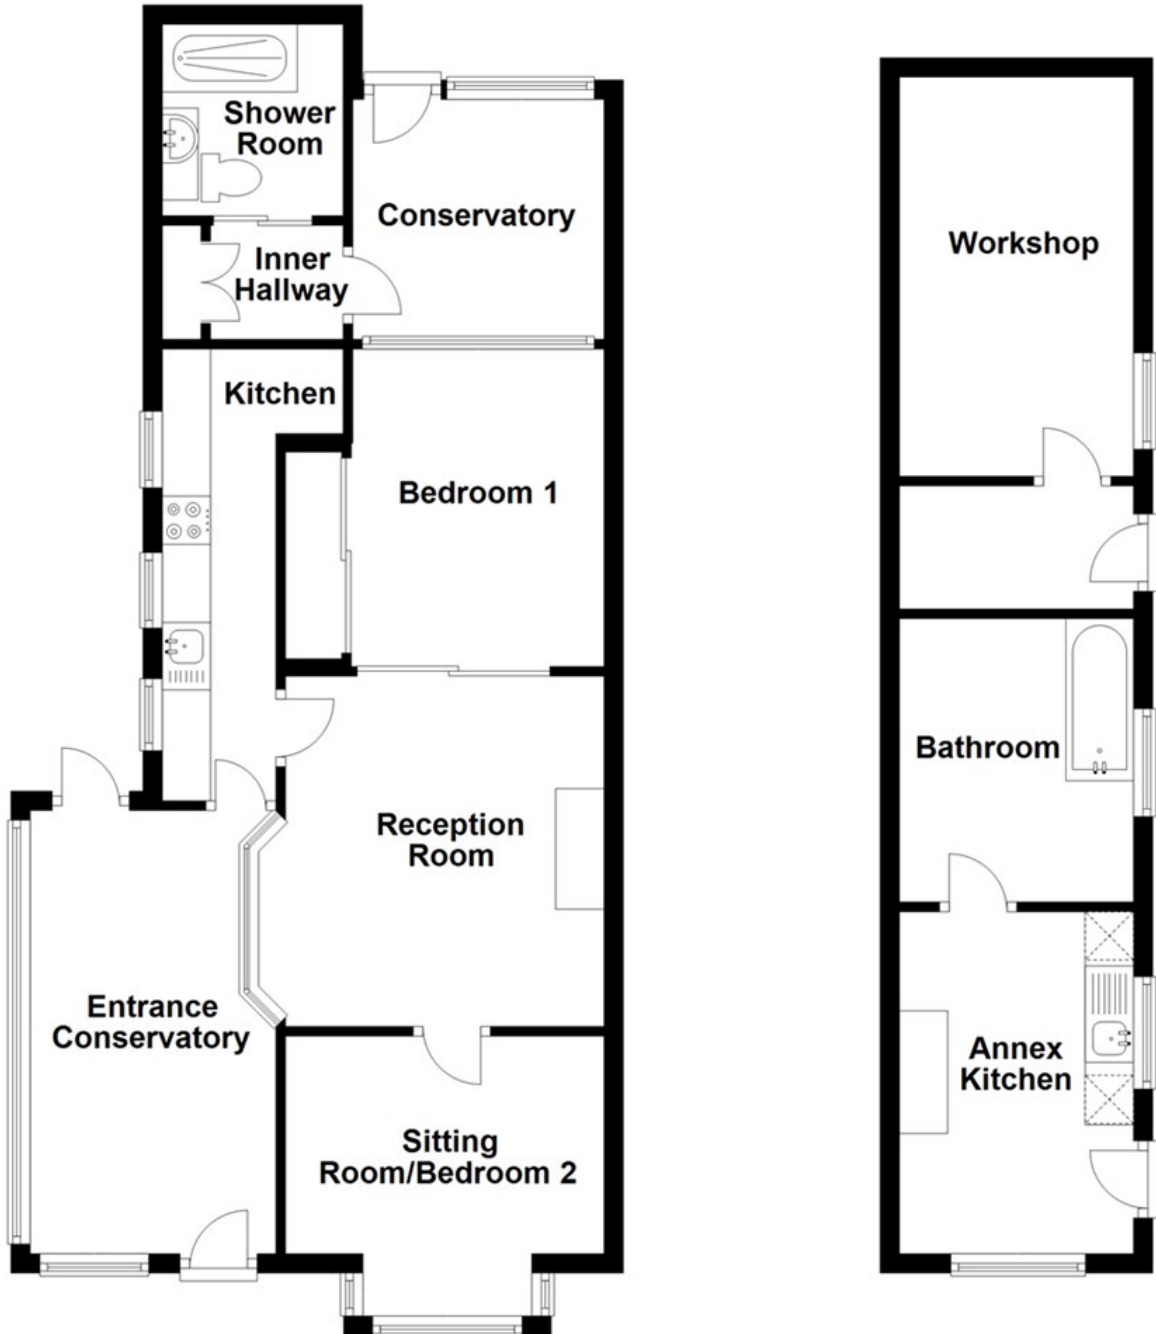 Shower
Room
Conservatory
Inner
Hallway
Kitchen
Bedroom 1
Reception
Room
Entrance
Conservatory
Sitting
Room/Bedroom 2
Workshop
Bathroom
Annex
Kitchen